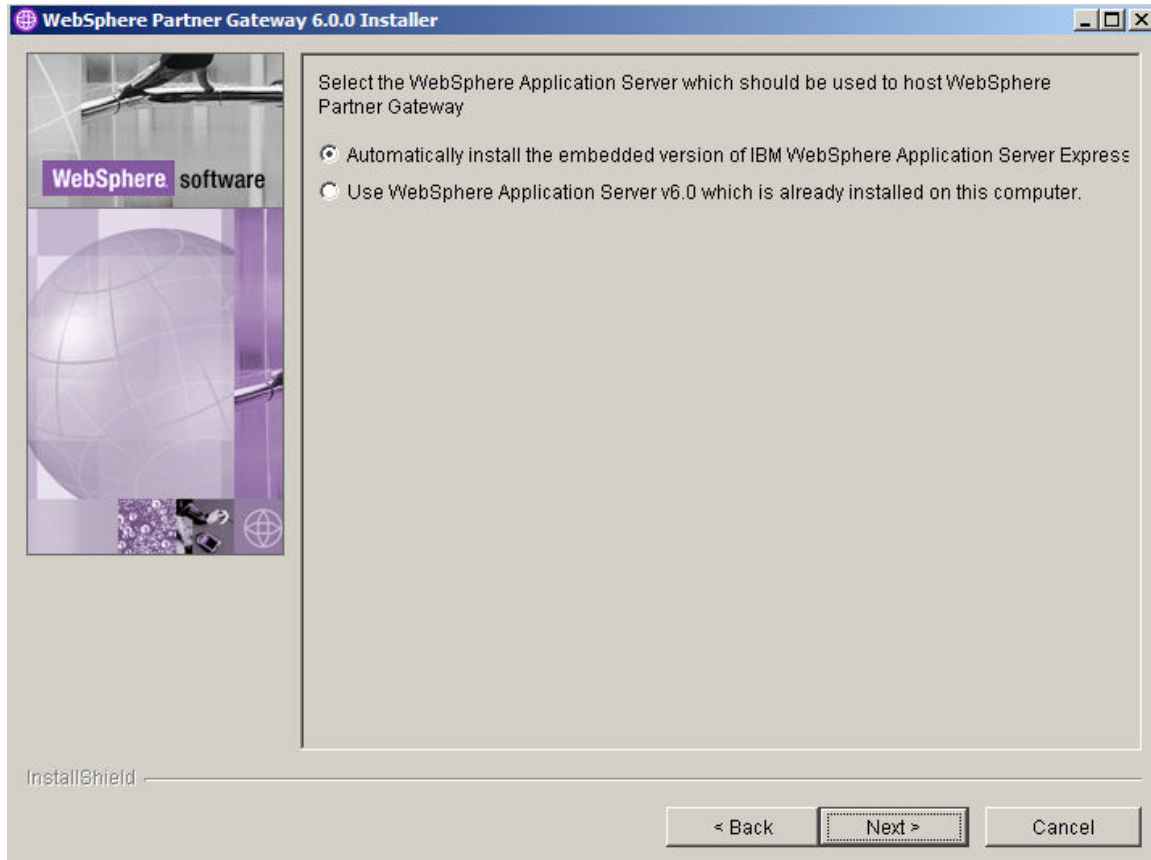 WebSphere Partner Gateway 6.0.0 Installer
WebSphere. software
Select the WebSphere Application Server which should be used to host WebSphere
Partner Gateway
Automatically install the embedded version of IBM WebSphere Application Server Express
Use WebSphere Application Server v6.0 which is already installed on this computer.
InstallShield
< Back
Next >
Cancel